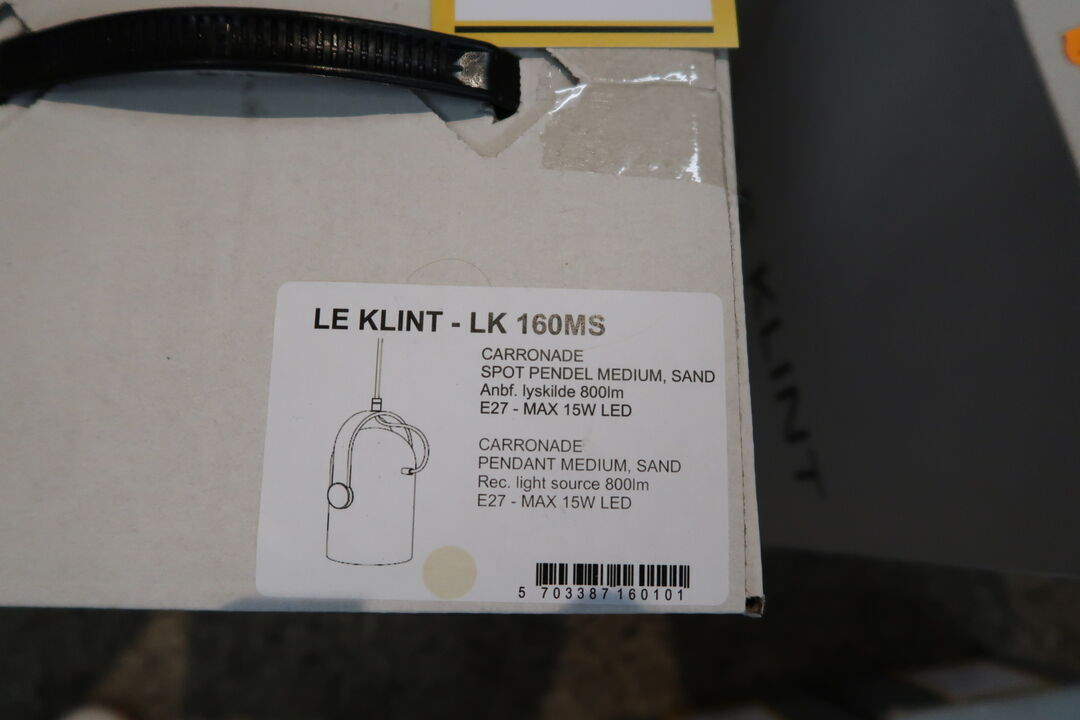 LE KLINT - LK 160MS
CARRONADE
SPOT PENDEL MEDIUM, SAND
Anbf. lyskilde 800lm
E27 - MAX 15W LED
CARRONADE
PENDANT MEDIUM, SAND
Rec. light source 800lm
E27 - MAX 15W LED
5 703387 160101
KLINT